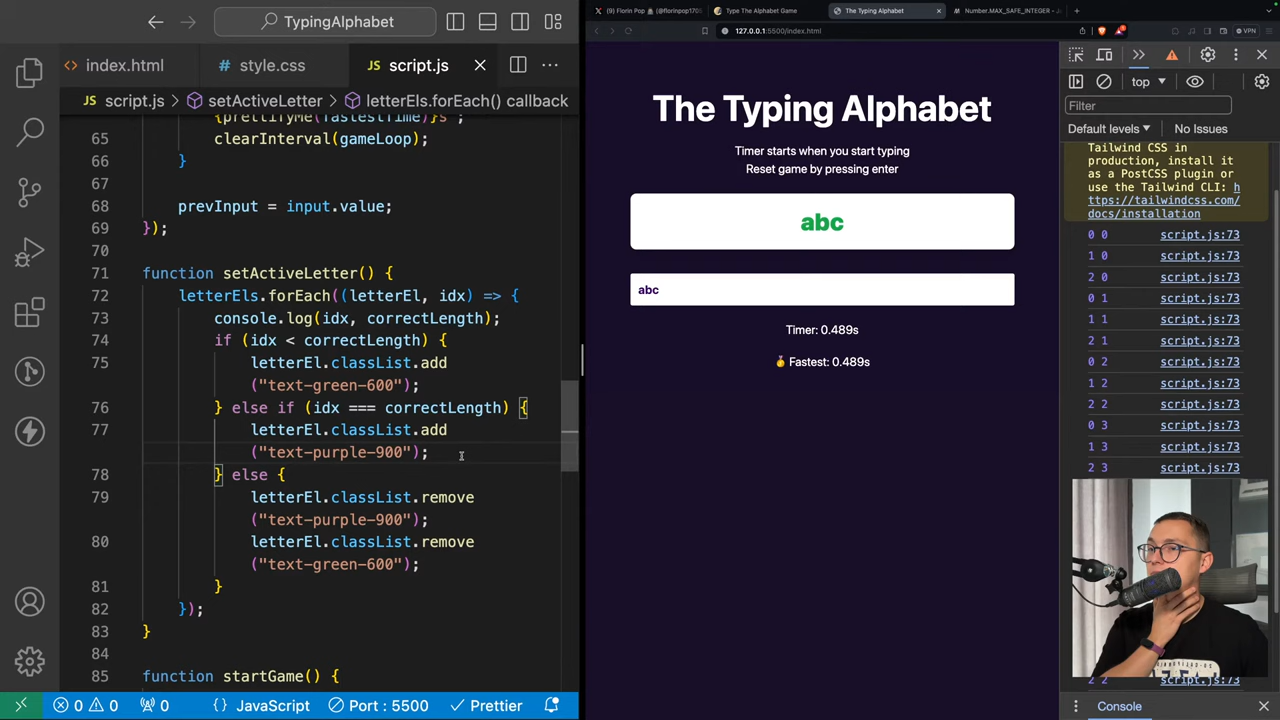 TypingAlphabet
index.html
style.css
script.js
script.js > setActiveLetter > letterEls.forEach() callback
{prettifyMe(fastestTime)}s`;
65 clearInterval(gameLoop);
66 }
67
68 prevInput = input.value;
69 });
70
71 function setActiveLetter() {
72 letterEls.forEach((letterEl, idx) => {
73 console.log(idx, correctLength);
74 if (idx < correctLength) {
75 letterEl.classList.add
("text-green-600");
76 } else if (idx === correctLength) {
77 letterEl.classList.add
("text-purple-900");
78 } else {
79 letterEl.classList.remove
("text-purple-900");
80 letterEl.classList.remove
("text-green-600");
81 }
82 });
83 }
84
85 function startGame() {
0 0 0 JavaScript Port : 5500 Prettier
Type The Alphabet Game
The Typing Alphabet
Number.MAX_SAFE_INTEGER -
127.0.0.1:5500/index.html
VPN
The Typing Alphabet
Timer starts when you start typing
Reset game by pressing enter
abc
abc
Timer: 0.489s
🥇 Fastest: 0.489s
top
Filter
Default levels
No Issues
Tailwind CSS in
production, install it
as a PostCSS plugin or
use the Tailwind CLI: h
ttps://tailwindcss.com/
docs/installation
0 0 script.js:73
1 0 script.js:73
2 0 script.js:73
0 1 script.js:73
1 1 script.js:73
2 1 script.js:73
0 2 script.js:73
1 2 script.js:73
2 2 script.js:73
0 3 script.js:73
1 3 script.js:73
2 3 script.js:73
2 2 script.js:73
Console